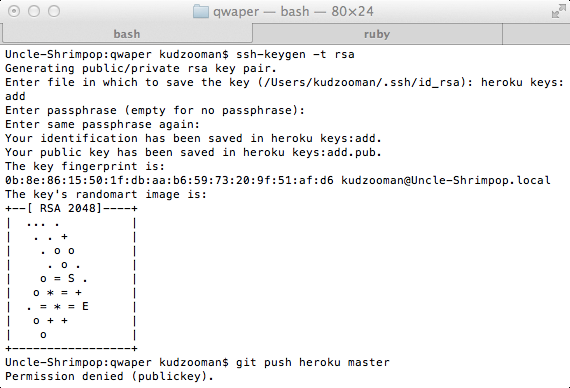 qwaper — bash — 80×24
bash ruby
Uncle-Shrimpop:qwaper kudzooman$ ssh-keygen -t rsa
Generating public/private rsa key pair.
Enter file in which to save the key (/Users/kudzooman/.ssh/id_rsa): heroku keys:
add
Enter passphrase (empty for no passphrase):
Enter same passphrase again:
Your identification has been saved in heroku keys:add.
Your public key has been saved in heroku keys:add.pub.
The key fingerprint is:
0b:8e:86:15:50:1f:db:aa:b6:59:73:20:9f:51:af:d6 kudzooman@Uncle-Shrimpop.local
The key's randomart image is:
+--[ RSA 2048]----+
|  ... .          |
|   . . +         |
|    . o o        |
|     . o .       |
|    o = S .      |
|   o * = +       |
|  . = * = E      |
|   o + +         |
|    o            |
+-----------------+
Uncle-Shrimpop:qwaper kudzooman$ git push heroku master
Permission denied (publickey).